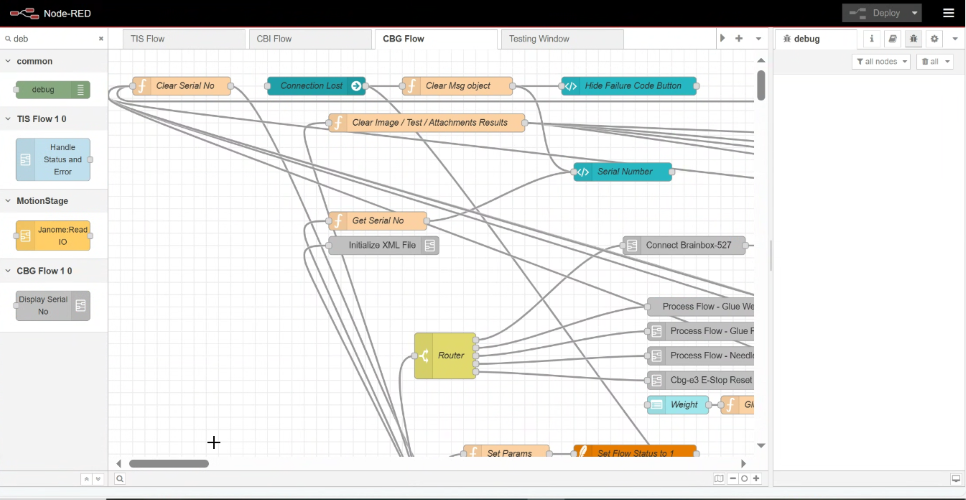 Node-RED
Deploy
deb
TIS Flow
CBI Flow
CBG Flow
Testing Window
debug
i
all nodes
all
common
debug
TIS Flow 1 0
Handle
Status and
Error
MotionStage
Janome:Read
IO
CBG Flow 1 0
Display Serial
No
Clear Serial No
Connection Lost
Clear Msg object
Hide Failure Code Button
Clear Image / Test / Attachments Results
Serial Number
Get Serial No
Initialize XML File
Connect Brainbox-527
Process Flow - Glue We
Process Flow - Glue F
Router
Process Flow - Needl
Cbg-e3 E-Stop Reset
Weight
Set Params
Set Flow Status to 1